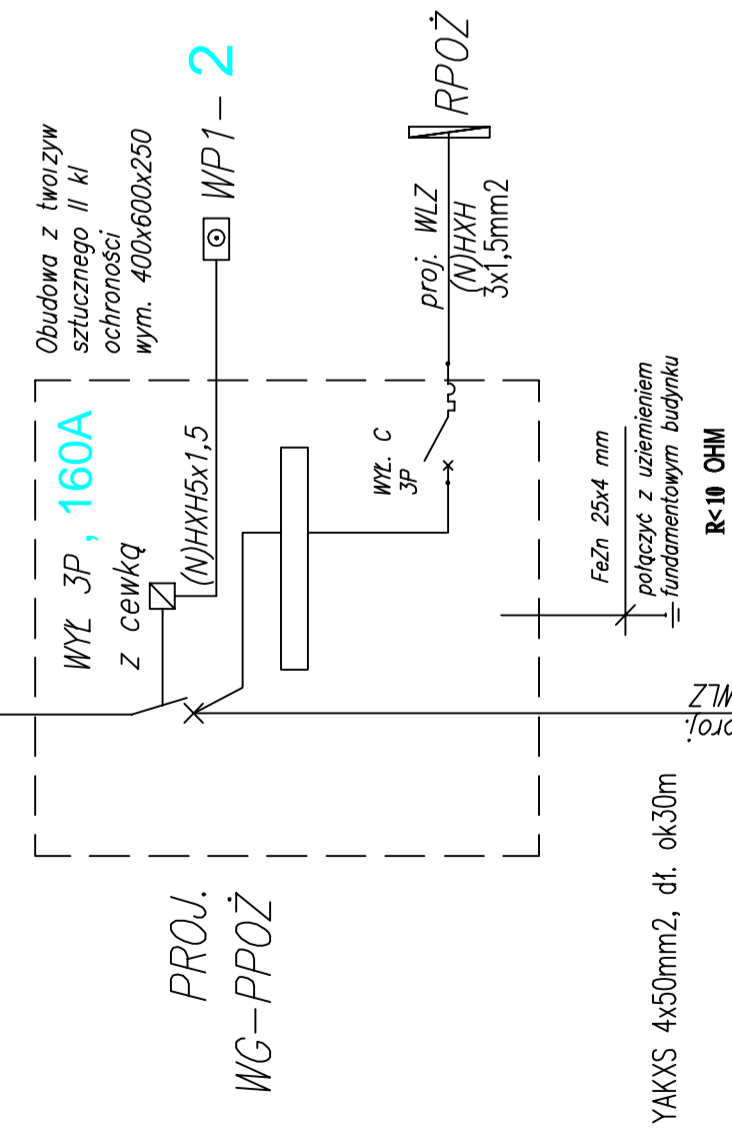 Obudowa z tworzyw
sztucznego II kl
ochroności
wym. 400x600x250
WP1- 2
WYŁ 3P , 160A
z cewką
(N)HXH5x1,5
RPOŻ
proj. WLZ
(N)HXH
3x1,5mm2
WYŁ. C
3P
PROJ.
WG-PPOŻ
FeZn 25x4 mm
połączyć z uziemieniem
fundamentowym budynku
R<10 OHM
proj.
WLZ
YAKXS 4x50mm2, dł. ok30m